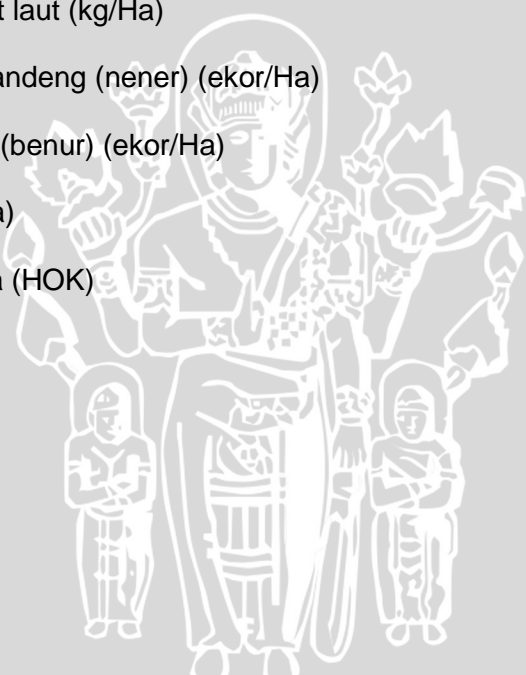 t laut (kg/Ha)
andeng (nener) (ekor/Ha)
(benur) (ekor/Ha)
a)
a (HOK)